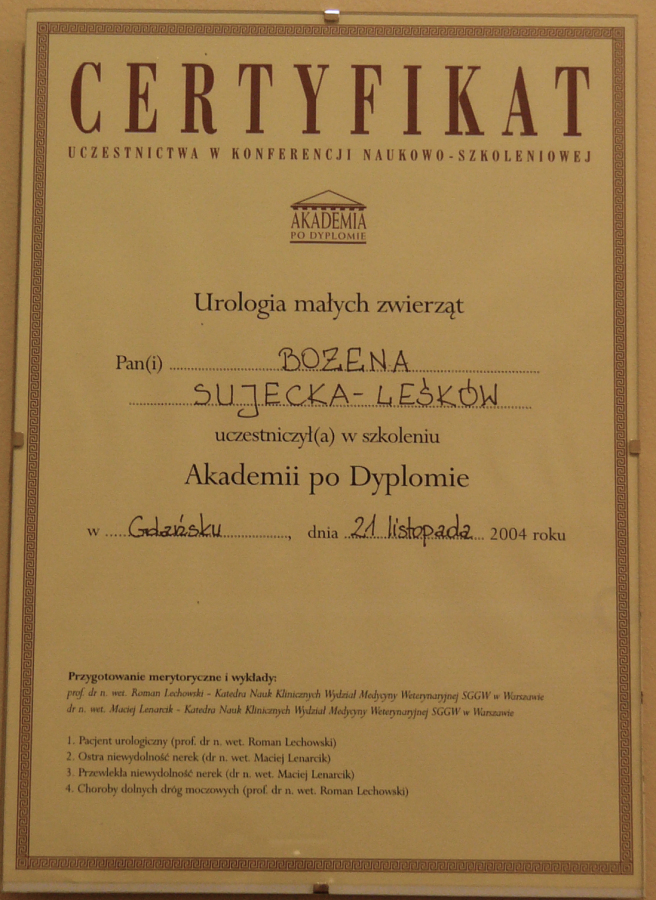 CERTYFIKAT
UCZESTNICTWA W KONFERENCJI NAUKOWO-SZKOLENIOWEJ
AKADEMIA
PO DYPLOMIE
Urologia małych zwierząt
Pan(i) BOŻENA
SUJECKA-LEŚKÓW
uczestniczył(a) w szkoleniu
Akademii po Dyplomie
w Gdańsku, dnia 21 listopada 2004 roku
Przygotowanie merytoryczne i wykłady:
prof. dr n. wet. Roman Lechowski – Katedra Nauk Klinicznych Wydział Medycyny Weterynaryjnej SGGW w Warszawie
dr n. wet. Maciej Lenarcik – Katedra Nauk Klinicznych Wydział Medycyny Weterynaryjnej SGGW w Warszawie
1. Pacjent urologiczny (prof. dr n. wet. Roman Lechowski)
2. Ostra niewydolność nerek (dr n. wet. Maciej Lenarcik)
3. Przewlekła niewydolność nerek (dr n. wet. Maciej Lenarcik)
4. Choroby dolnych dróg moczowych (prof. dr n. wet. Roman Lechowski)